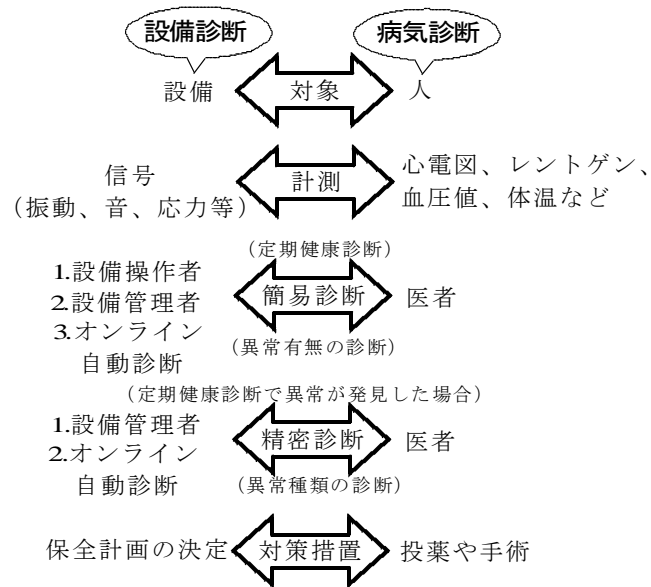 設備診断
病気診断
設備
対象
人
信号
（振動、音、応力等）
計測
心電図、レントゲン、
血圧値、体温など
（定期健康診断）
1.設備操作者
2.設備管理者
3.オンライン
自動診断
簡易診断
医者
（異常有無の診断）
（定期健康診断で異常が発見した場合）
1.設備管理者
2.オンライン
自動診断
精密診断
医者
（異常種類の診断）
保全計画の決定
対策措置
投薬や手術